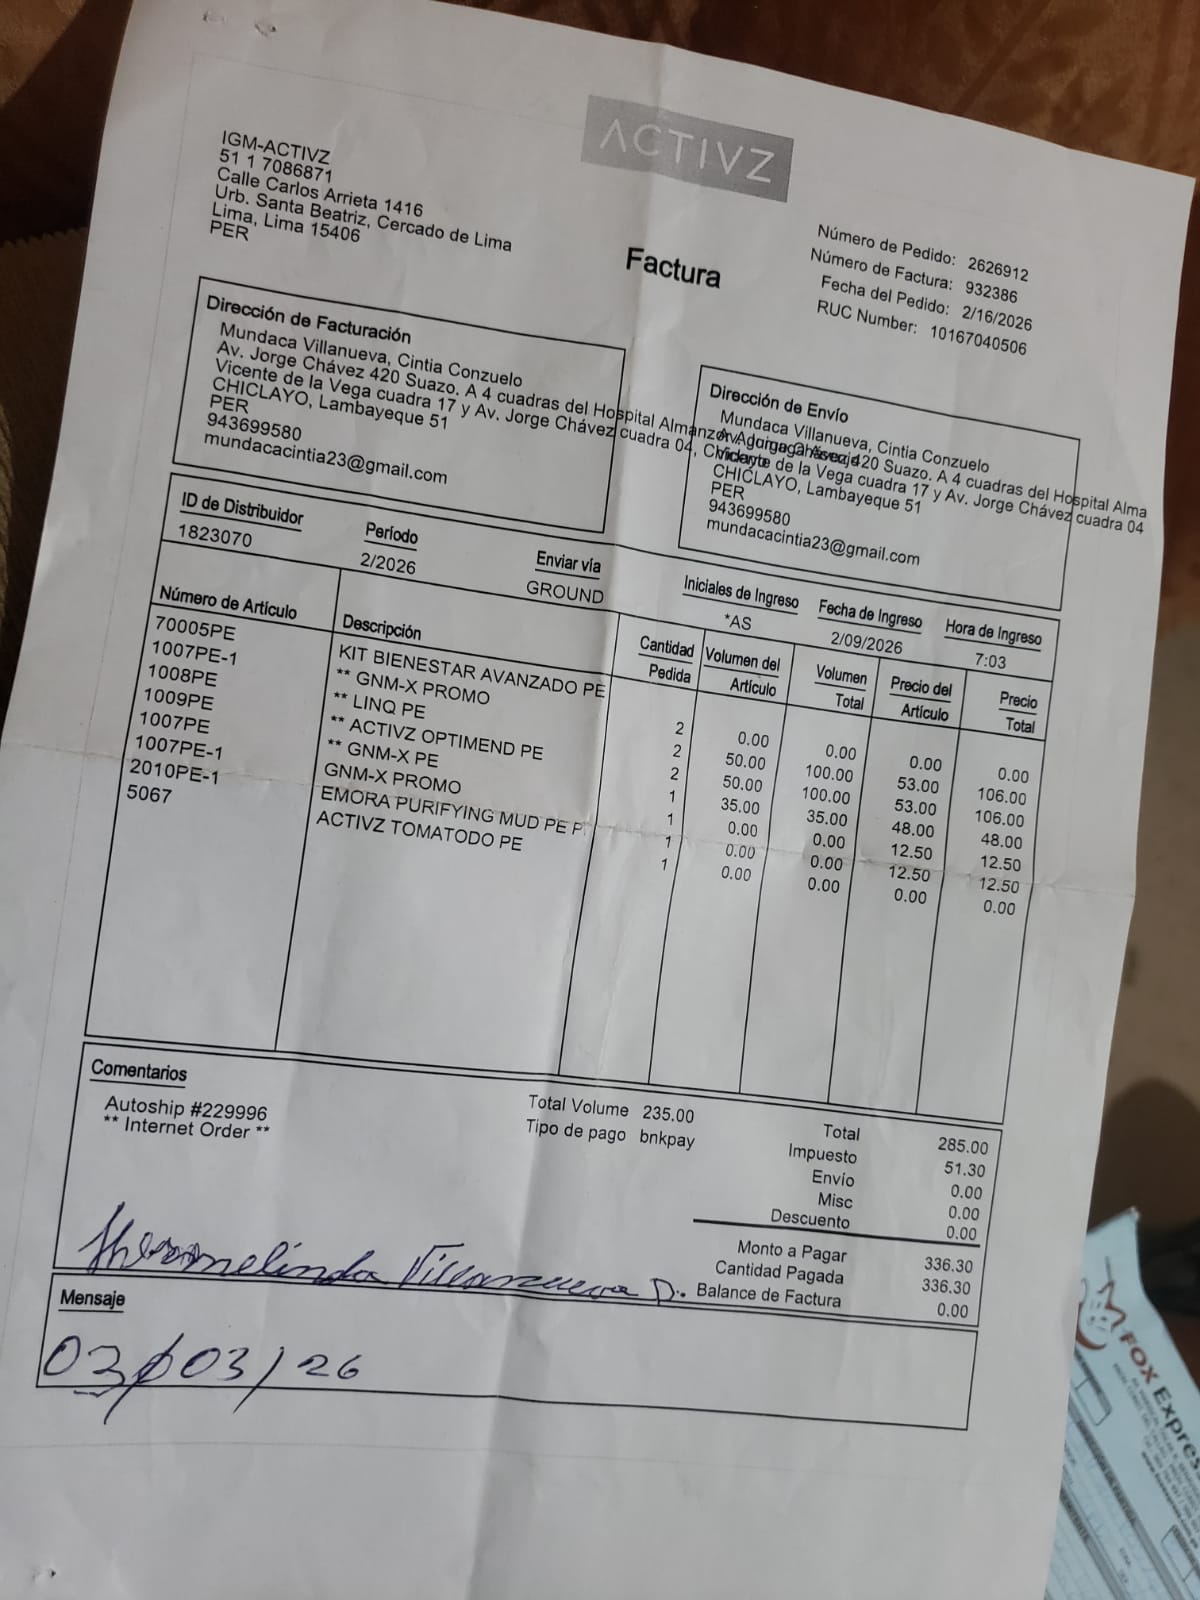 ACTIVZ
IGM-ACTIVZ
51 1 7086871
Calle Carlos Arrieta 1416
Urb. Santa Beatriz, Cercado de Lima
Lima, Lima 15406
PER
Factura
Número de Pedido: 2626912
Número de Factura: 932386
Fecha del Pedido: 2/16/2026
RUC Number: 10167040506
Dirección de Facturación
Mundaca Villanueva, Cintia Conzuelo
Av. Jorge Chávez 420 Suazo. A 4 cuadras del Hospital Almanzor
Vicente de la Vega cuadra 17 y Av. Jorge Chávez cuadra 04,
CHICLAYO, Lambayeque 51
PER
943699580
mundacacintia23@gmail.com
Dirección de Envío
Mundaca Villanueva, Cintia Conzuelo
Av. Jorge Chávez 420 Suazo. A 4 cuadras del Hospital Alma
Vicente de la Vega cuadra 17 y Av. Jorge Chávez cuadra 04
CHICLAYO, Lambayeque 51
PER
943699580
mundacacintia23@gmail.com
ID de Distribuidor Período Enviar vía Iniciales de Ingreso Fecha de Ingreso Hora de Ingreso
1823070 2/2026 GROUND *AS 2/09/2026 7:03
Número de Artículo Descripción Cantidad Pedida Volumen del Artículo Volumen Total Precio del Artículo Precio Total
70005PE KIT BIENESTAR AVANZADO PE
1007PE-1 ** GNM-X PROMO 2 0.00 0.00 0.00 0.00
1008PE ** LINQ PE 2 50.00 100.00 53.00 106.00
1009PE ** ACTIVZ OPTIMEND PE 2 50.00 100.00 53.00 106.00
1007PE ** GNM-X PE 1 35.00 35.00 48.00 48.00
1007PE-1 GNM-X PROMO 1 0.00 0.00 12.50 12.50
2010PE-1 EMORA PURIFYING MUD PE P 1 0.00 0.00 12.50 12.50
5067 ACTIVZ TOMATODO PE 1 0.00 0.00 0.00 0.00
Comentarios
Autoship #229996
** Internet Order **
Total Volume 235.00
Tipo de pago bnkpay
Total 285.00
Impuesto 51.30
Envío 0.00
Misc 0.00
Descuento 0.00
Monto a Pagar 336.30
Cantidad Pagada 336.30
Balance de Factura 0.00
Villanueva D.
Mensaje
03/03/26
FOX Express